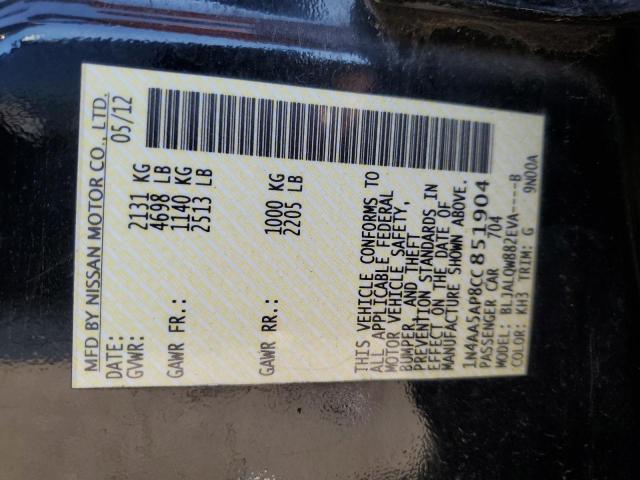 MFD BY NISSAN MOTOR CO., LTD.
DATE: 05/12
GVWR: 2131 KG
4698 LB
GAWR FR.: 1140 KG
2513 LB
GAWR RR.: 1000 KG
2205 LB
THIS VEHICLE CONFORMS TO
ALL APPLICABLE FEDERAL
MOTOR VEHICLE SAFETY,
BUMPER, AND THEFT
PREVENTION STANDARDS IN
EFFECT ON THE DATE OF
MANUFACTURE SHOWN ABOVE.
1N4AA5AP8CC851904
PASSENGER CAR 704
MODEL: BLJALQW882EVA----B
COLOR: KH3 TRIM: G 9N00A